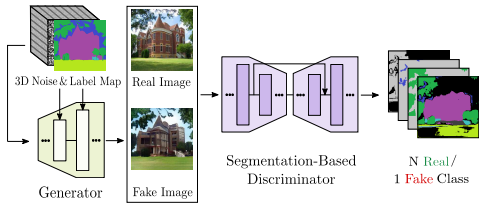 3D Noise & Label Map
Real Image
Fake Image
Generator
Segmentation-Based
Discriminator
N Real/
1 Fake Class